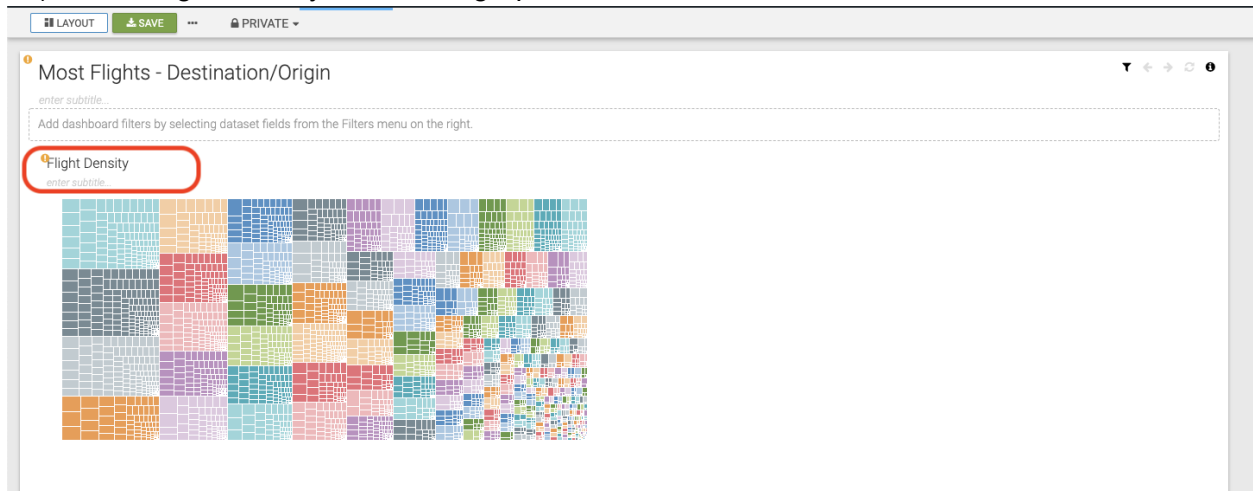 LAYOUT SAVE ... PRIVATE
Most Flights - Destination/Origin
enter subtitle...
Add dashboard filters by selecting dataset fields from the Filters menu on the right.
Flight Density
enter subtitle...